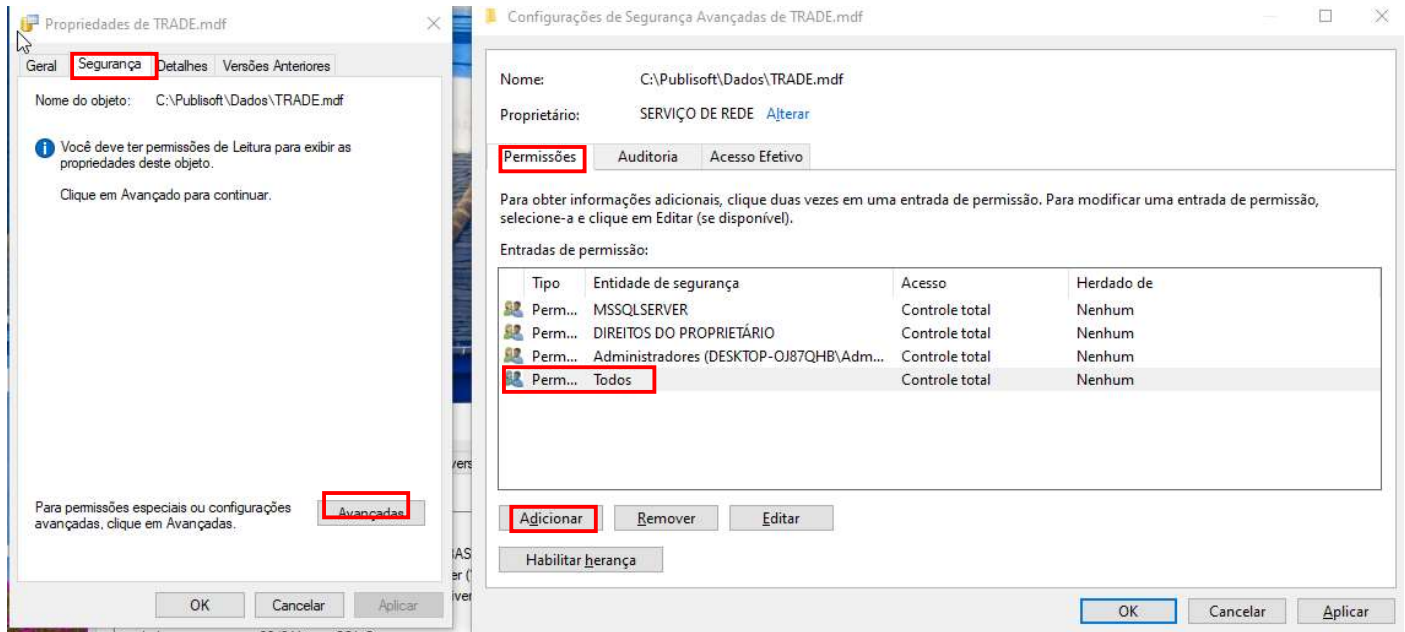 Propriedades de TRADE.mdf
Geral Segurança Detalhes Versões Anteriores
Nome do objeto: C:\Publisoft\Dados\TRADE.mdf
Você deve ter permissões de Leitura para exibir as
propriedades deste objeto.
Clique em Avançado para continuar.
Para permissões especiais ou configurações
avançadas, clique em Avançadas.
Avançadas
OK Cancelar Aplicar
Configurações de Segurança Avançadas de TRADE.mdf
Nome: C:\Publisoft\Dados\TRADE.mdf
Proprietário: SERVIÇO DE REDE Alterar
Permissões Auditoria Acesso Efetivo
Para obter informações adicionais, clique duas vezes em uma entrada de permissão. Para modificar uma entrada de permissão,
selecione-a e clique em Editar (se disponível).
Entradas de permissão:
Tipo Entidade de segurança Acesso Herdado de
Perm... MSSQLSERVER Controle total Nenhum
Perm... DIREITOS DO PROPRIETÁRIO Controle total Nenhum
Perm... Administradores (DESKTOP-OJ87QHB\Adm... Controle total Nenhum
Perm... Todos Controle total Nenhum
Adicionar Remover Editar
Habilitar herança
OK Cancelar Aplicar